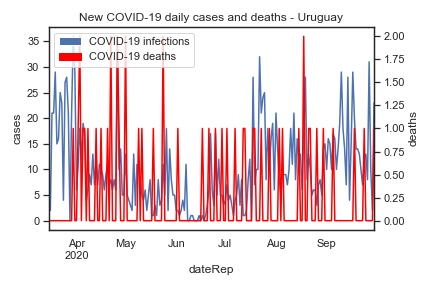 New COVID-19 daily cases and deaths - Uruguay
COVID-19 infections
COVID-19 deaths
35
30
25
20
15
10
5
0
cases
2.00
1.75
1.50
1.25
1.00
0.75
0.50
0.25
0.00
deaths
Apr May Jun Jul Aug Sep
2020
dateRep